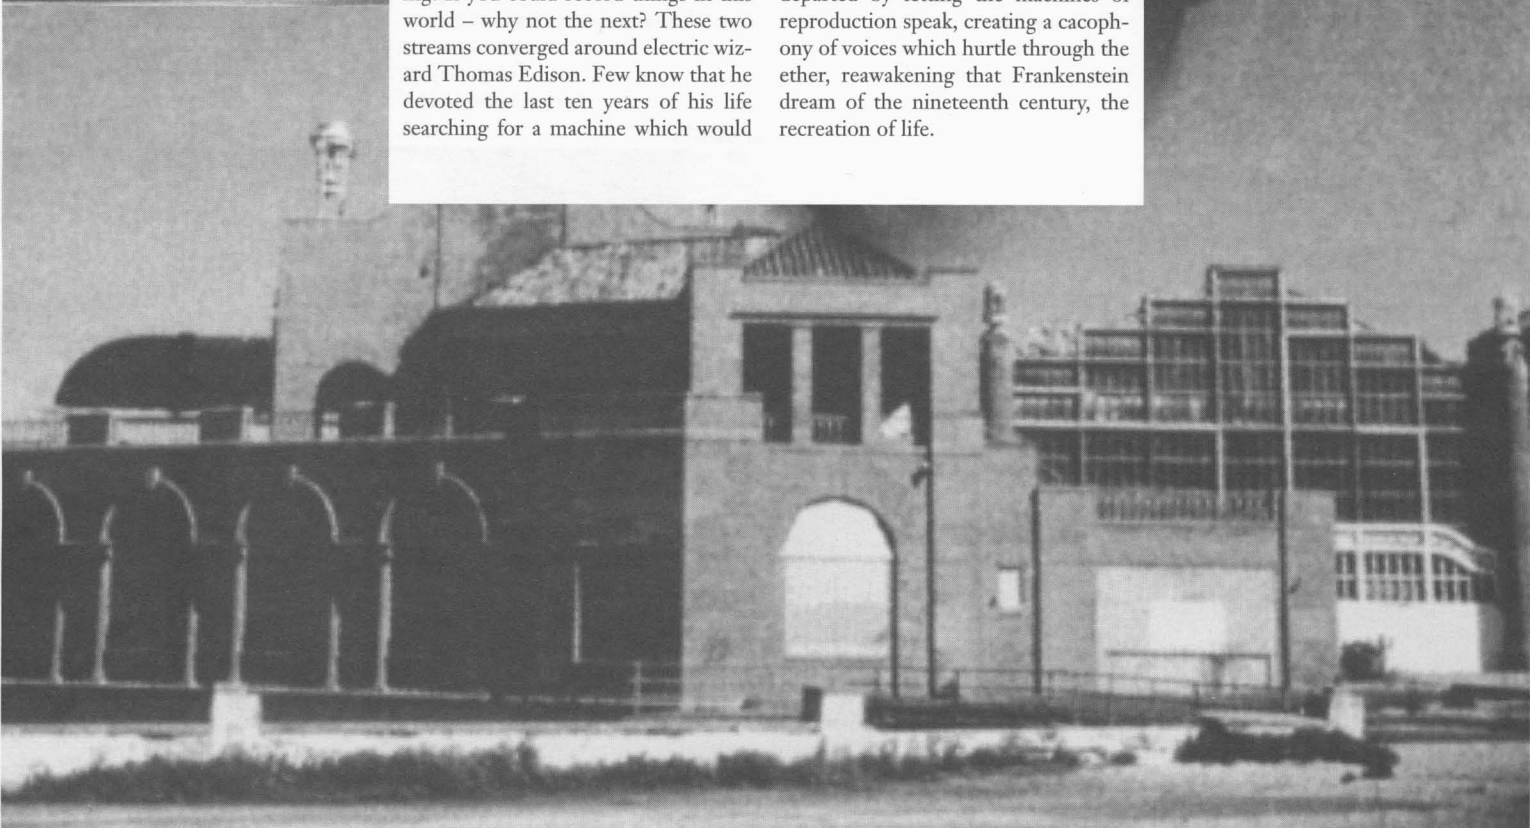 world – why not the next? These two
streams converged around electric wiz-
ard Thomas Edison. Few know that he
devoted the last ten years of his life
searching for a machine which would
reproduction speak, creating a cacoph-
ony of voices which hurtle through the
ether, reawakening that Frankenstein
dream of the nineteenth century, the
recreation of life.